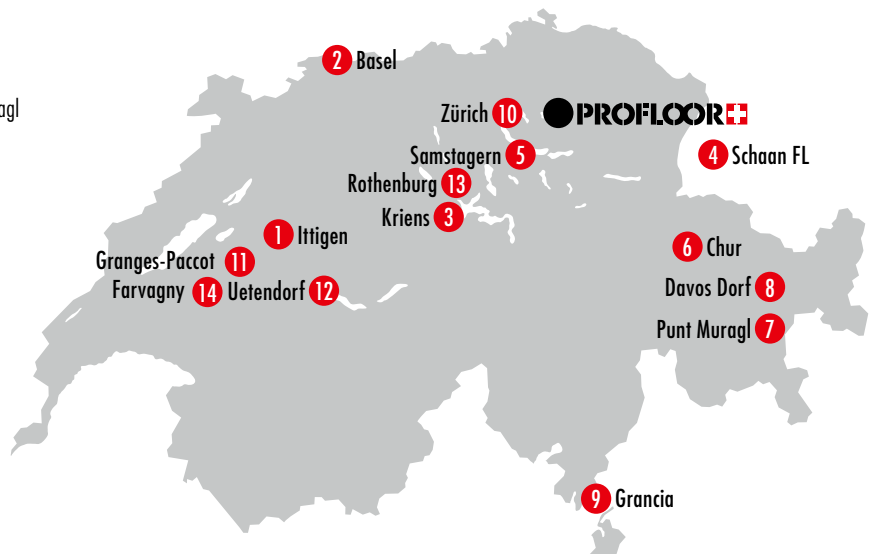 2 Basel
agl
Zürich 10 PROFLOOR
Samstagern 5
4 Schaan FL
Rothenburg 13
Kriens 3
1 Ittigen
6 Chur
Granges-Paccot 11
Davos Dorf 8
Farvagny 14
Uetendorf 12
Punt Muragl 7
9 Grancia